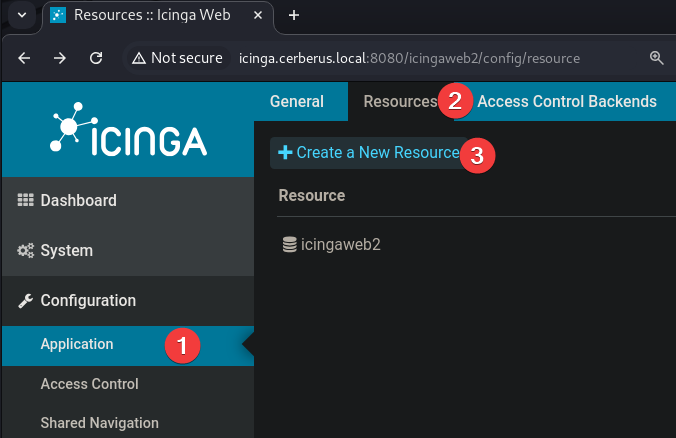 Resources :: Icinga Web
Not secure
icinga.cerberus.local:8080/icingaweb2/config/resource
ICINGA
General
Resources
2
Access Control Backends
Create a New Resource
3
Dashboard
Resource
System
icingaweb2
Configuration
Application
1
Access Control
Shared Navigation